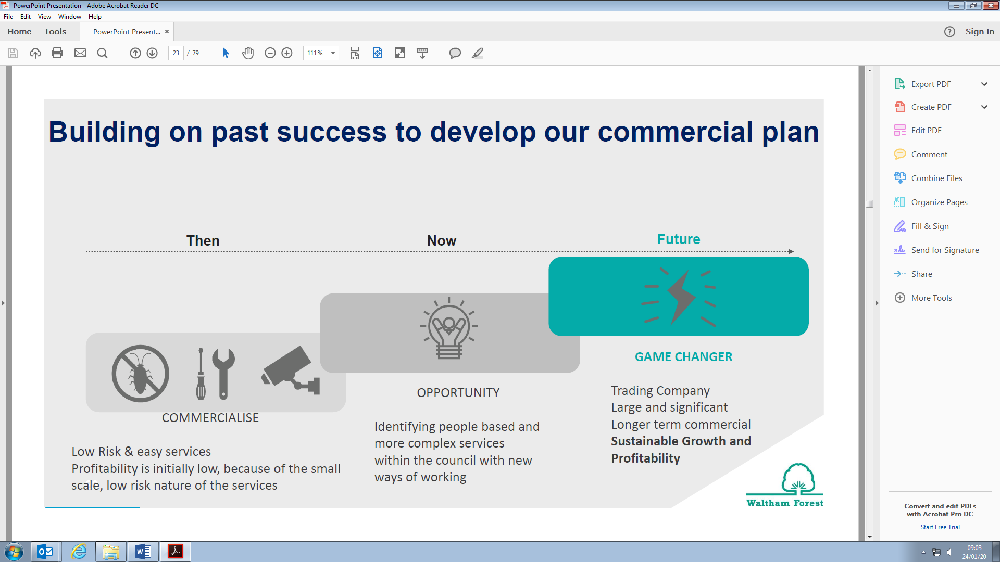 PowerPoint Presentation - Adobe Acrobat Reader DC
File Edit View Window Help
Home Tools PowerPoint Present... × Sign In
23 / 79 111%
Building on past success to develop our commercial plan
Then Now Future
COMMERCIALISE
Low Risk & easy services
Profitability is initially low, because of the small
scale, low risk nature of the services
OPPORTUNITY
Identifying people based and
more complex services
within the council with new
ways of working
GAME CHANGER
Trading Company
Large and significant
Longer term commercial
Sustainable Growth and
Profitability
Waltham Forest
Export PDF
Create PDF
Edit PDF
Comment
Combine Files
Organize Pages
Fill & Sign
Send for Signature
Share
More Tools
Convert and edit PDFs
with Acrobat Pro DC
Start Free Trial
09:03
24/01/20